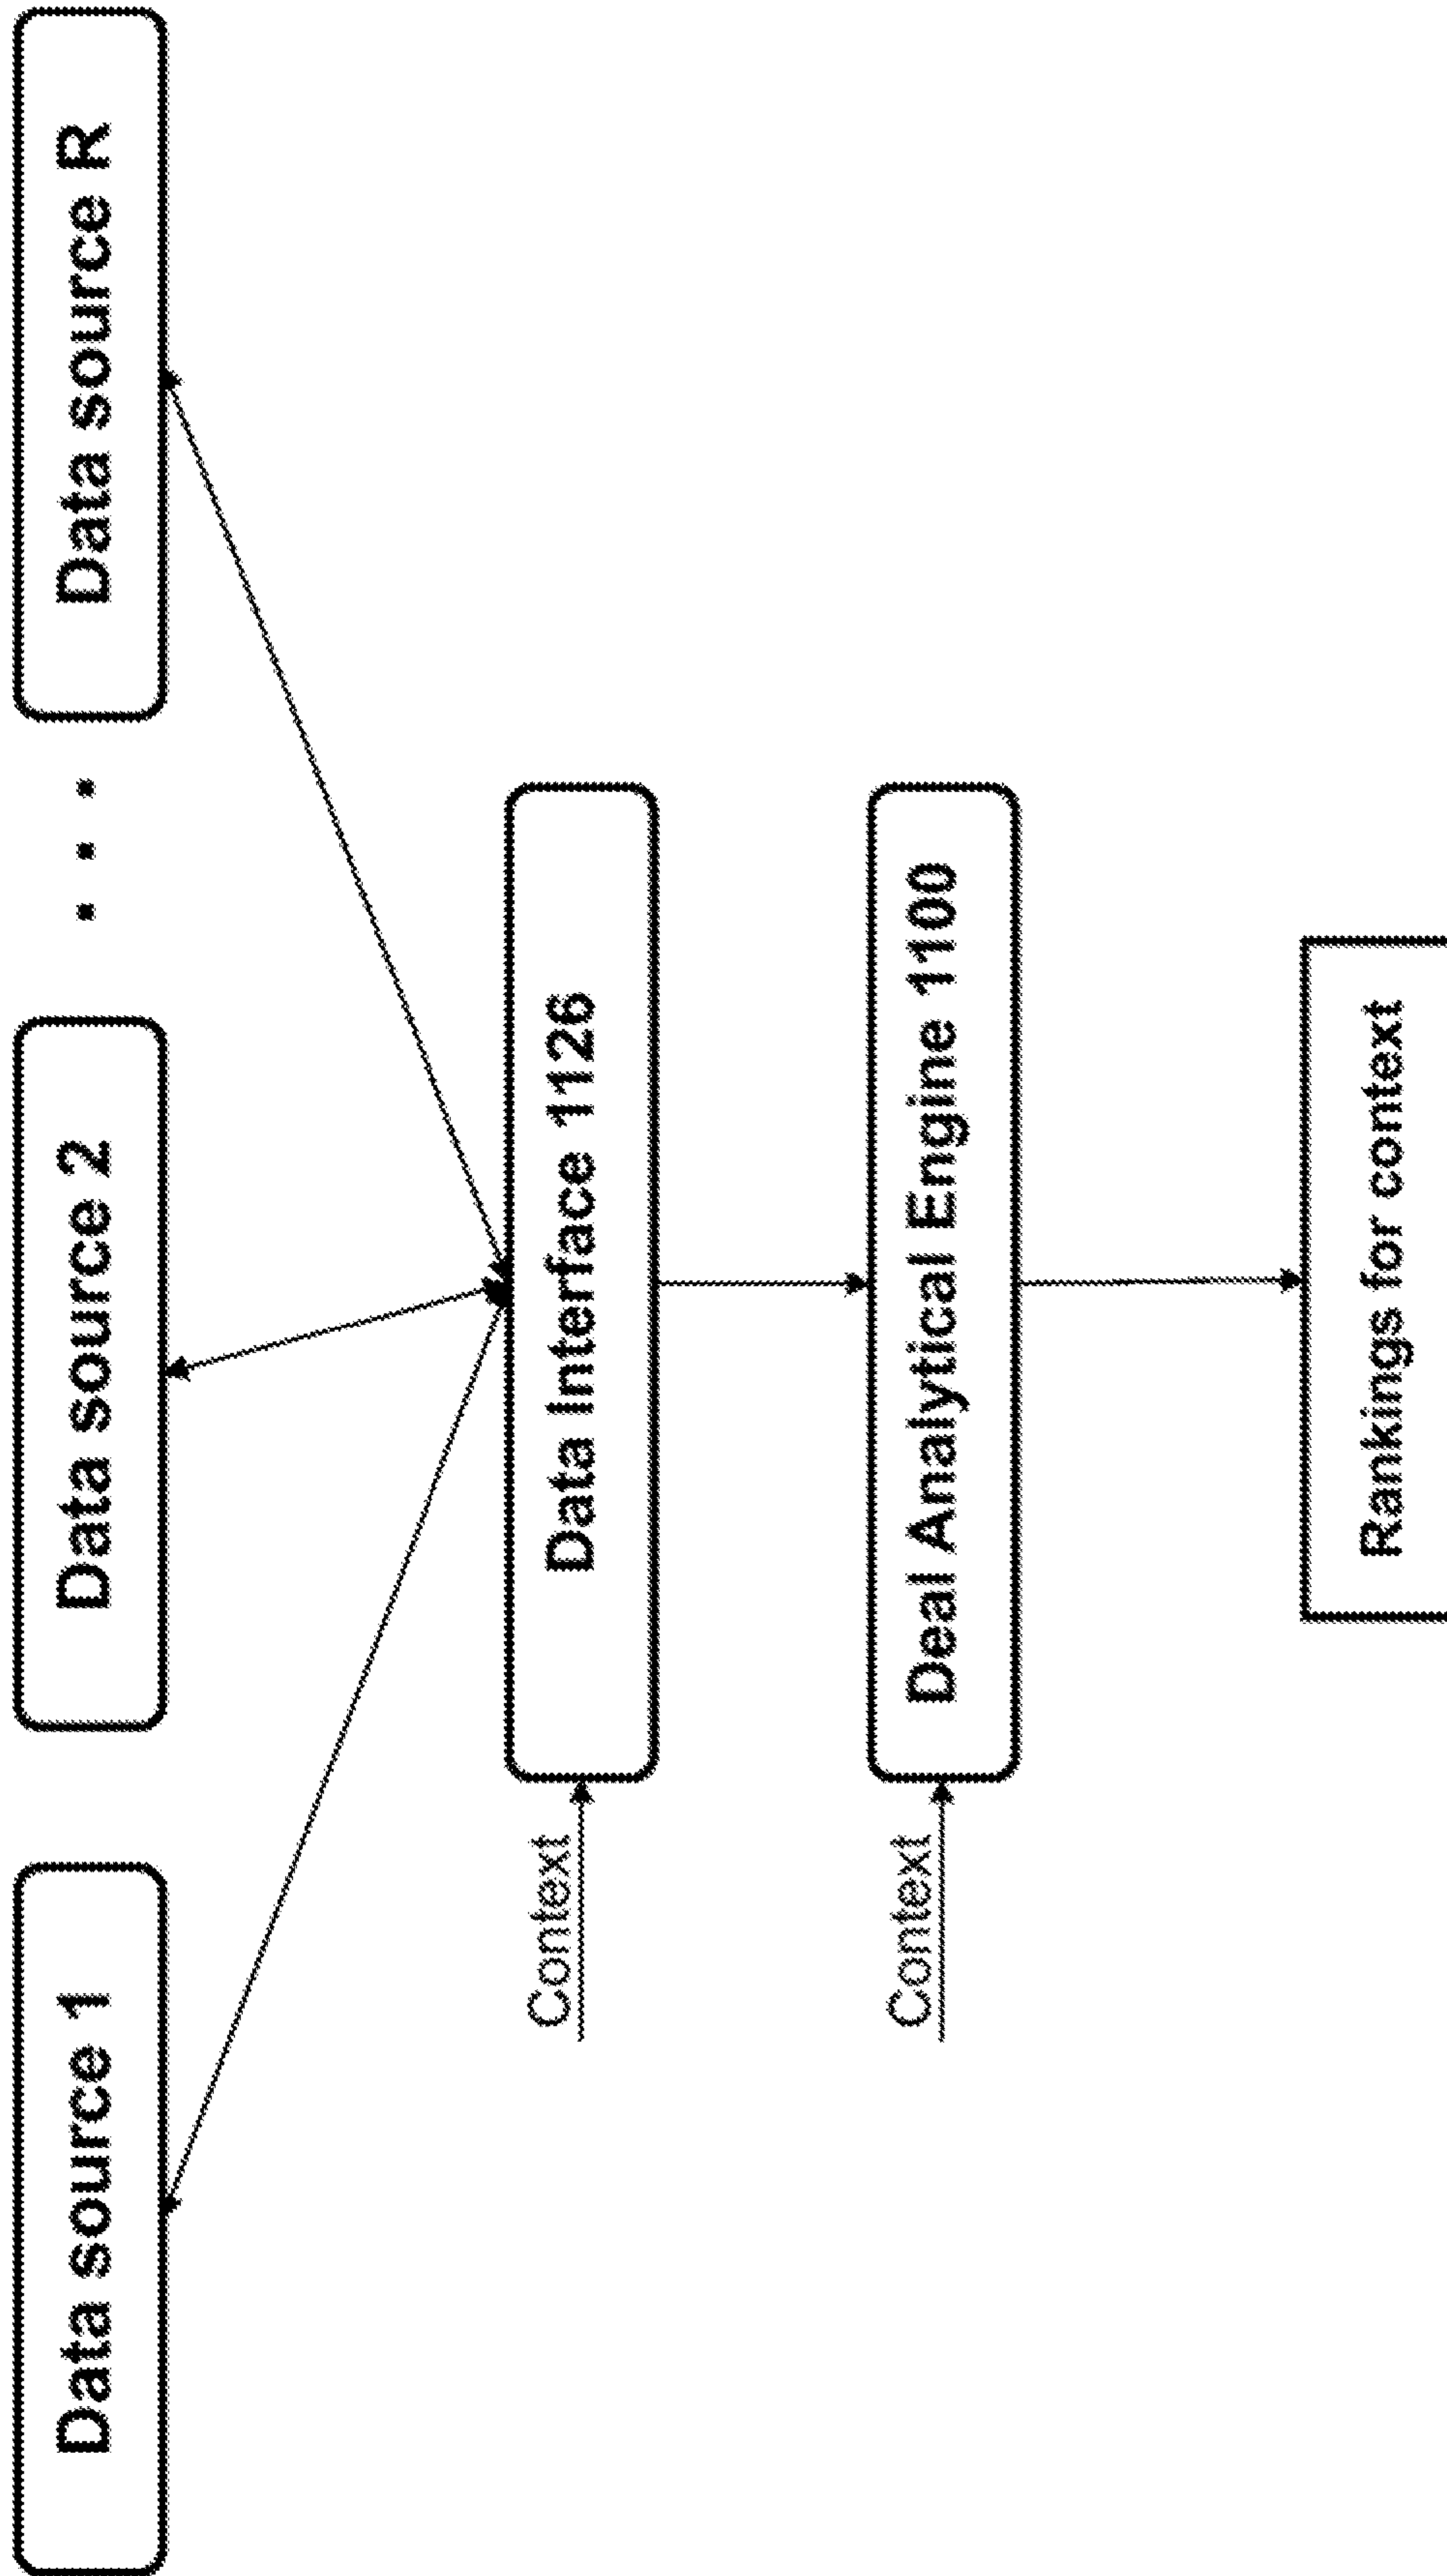 Data source 1
Data source 2
. . .
Data source R
Context
Data Interface 1126
Context
Deal Analytical Engine 1100
Rankings for context